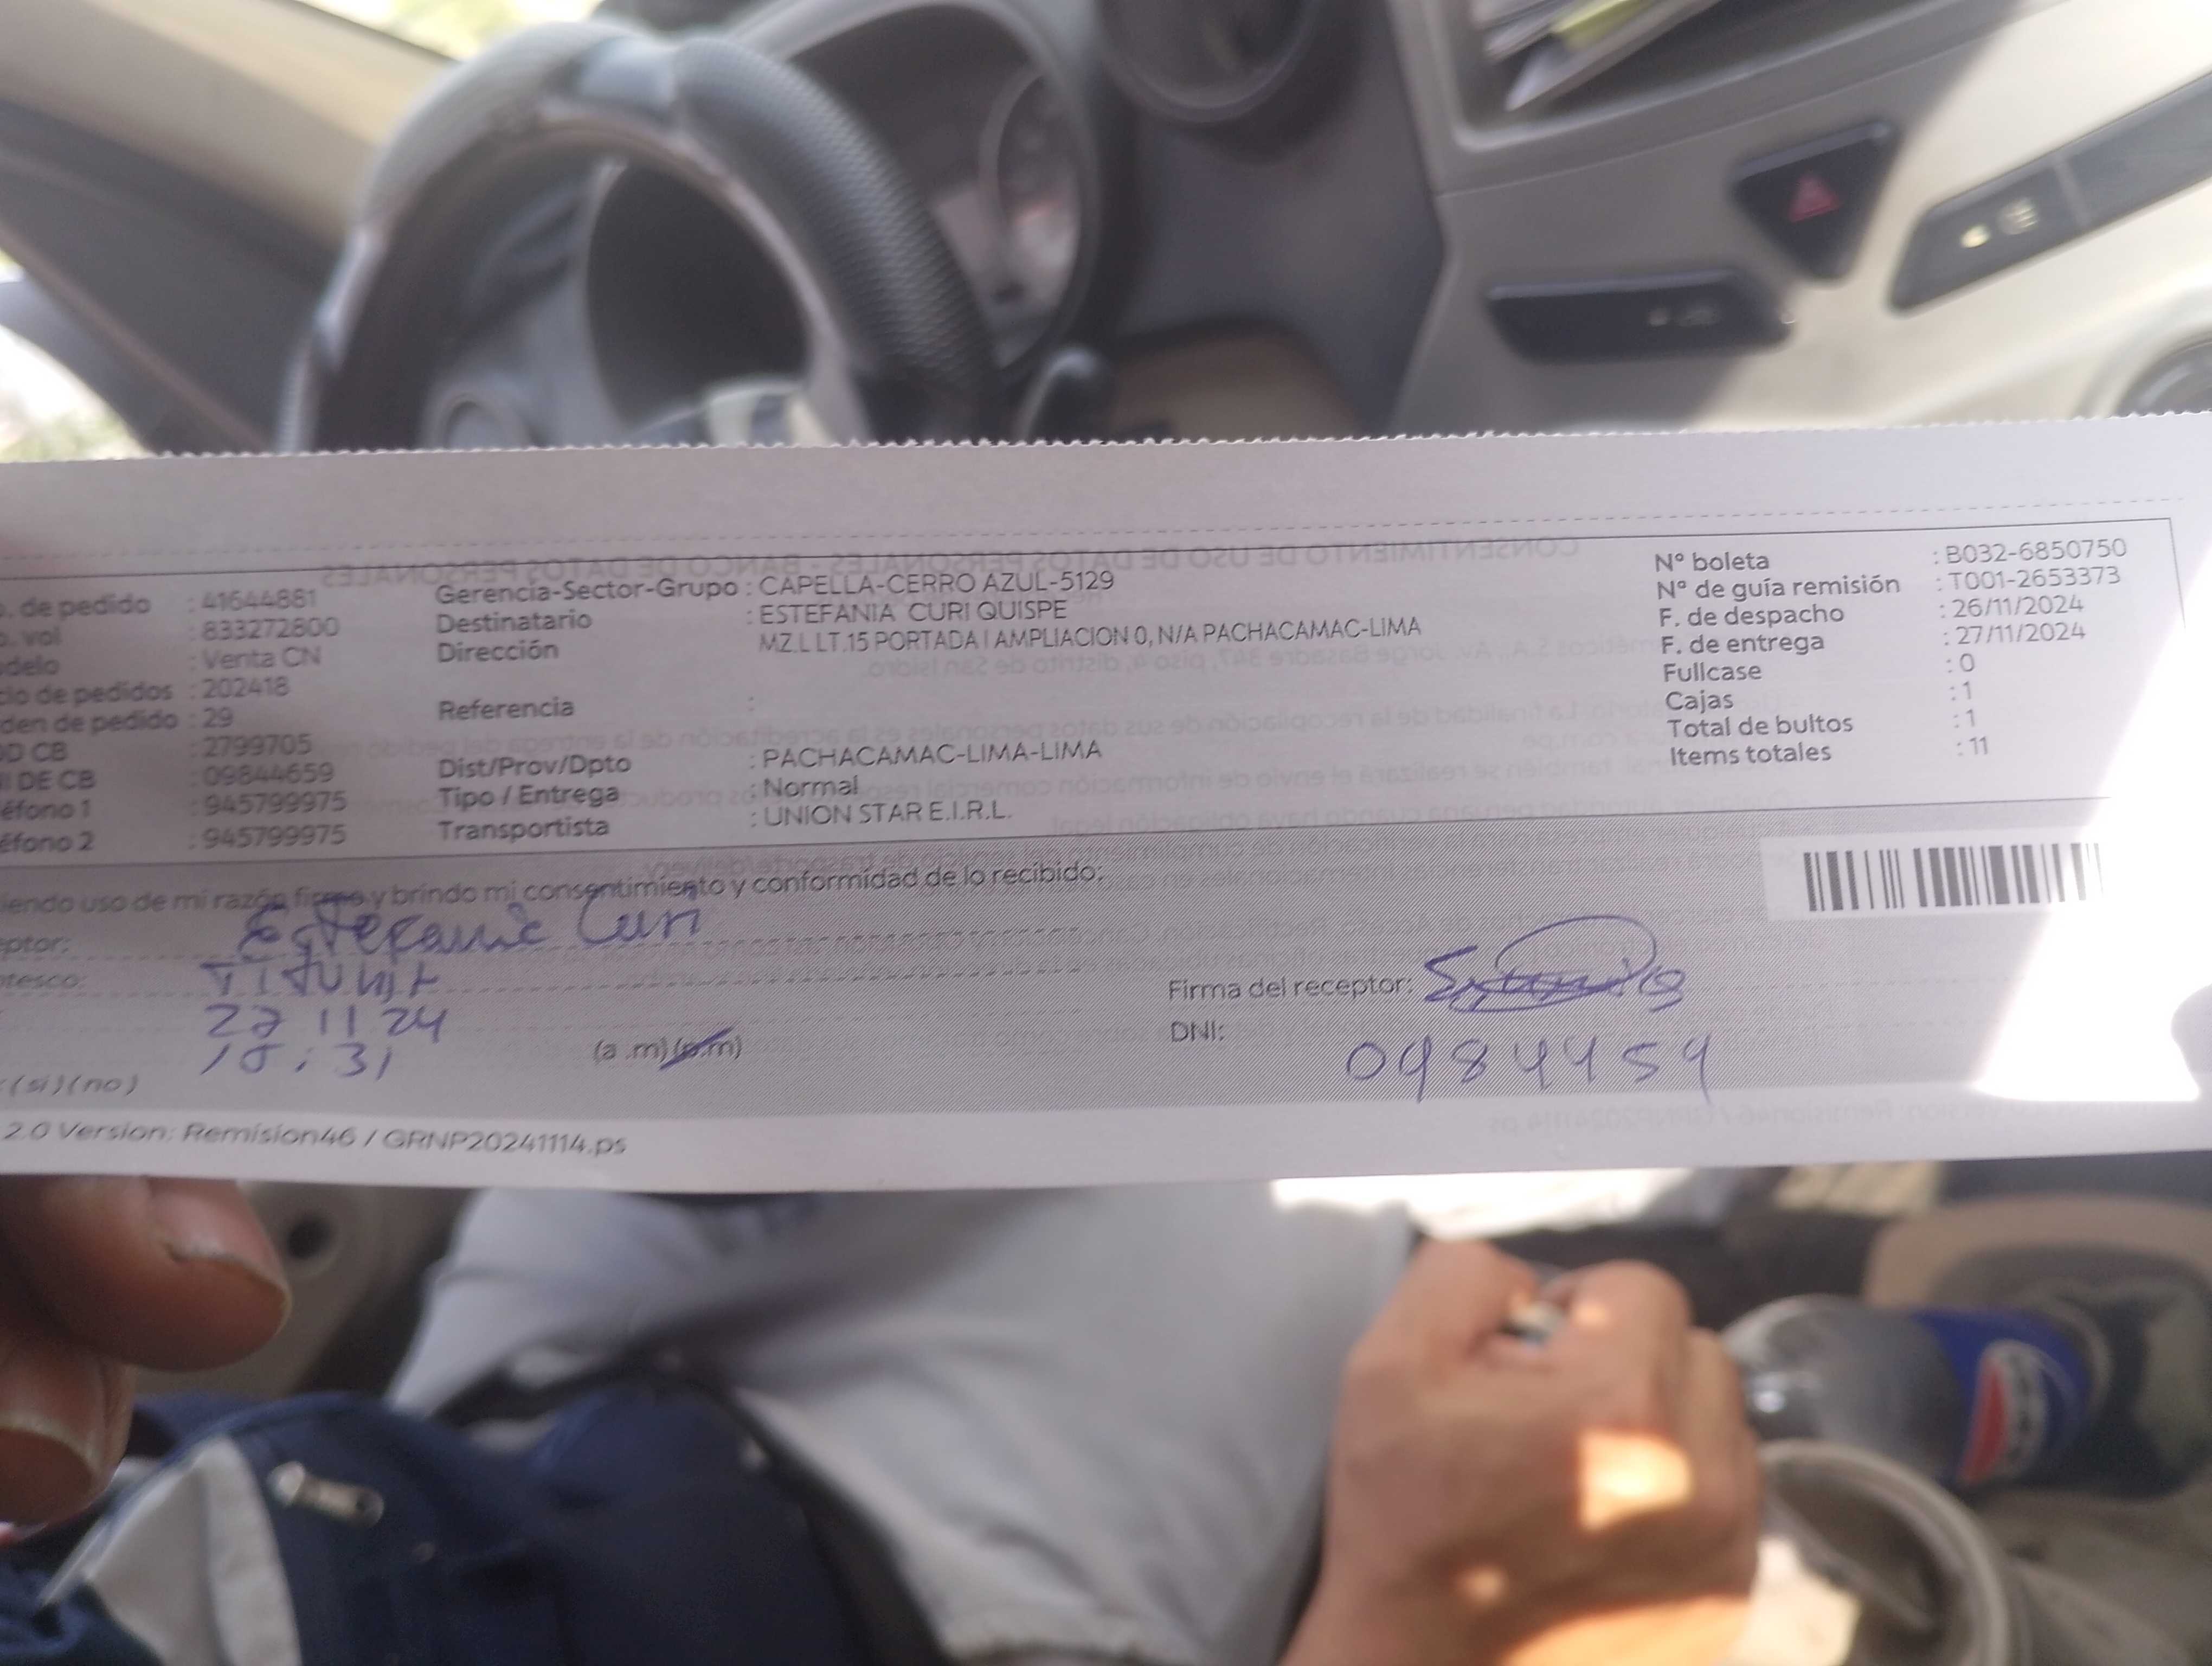 o. de pedido : 41644881
o. vol : 833272800
delo : Venta CN
clo de pedidos : 202418
den de pedido : 29
D CB : 2799705
I DE CB : 09844659
éfono 1 : 945799975
éfono 2 : 945799975
Gerencia-Sector-Grupo : CAPELLA-CERRO AZUL-5129
Destinatario : ESTEFANIA CURI QUISPE
Dirección MZ.L LT.15 PORTADA I AMPLIACION 0, N/A PACHACAMAC-LIMA
Referencia :
Dist/Prov/Dpto : PACHACAMAC-LIMA-LIMA
Tipo / Entrega : Normal
Transportista : UNION STAR E.I.R.L.
N° boleta : B032-6850750
N° de guía remisión : T001-2653373
F. de despacho : 26/11/2024
F. de entrega : 27/11/2024
Fullcase : 0
Cajas : 1
Total de bultos : 1
Items totales : 11
iendo uso de mi razón firmo y brindo mi consentimiento y conformidad de lo recibido:
eptor: Estefanie Curi
ntesco:
27 11 24
(a .m) (p.m)
: (si) (no)
Firma del receptor:
DNI: 0984459
2.0 Version: Remision46 / GRNP20241114.ps